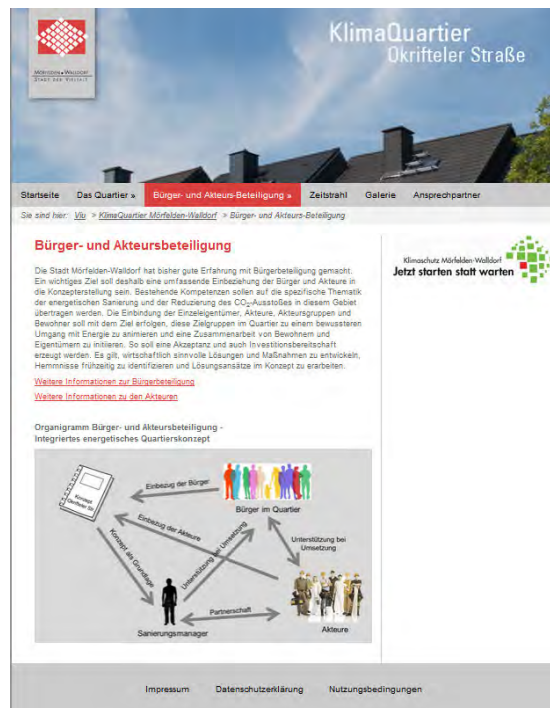 KlimaQuartier
Okrifteler Straße
MÖRFELDEN-WALLDORF
STADT DER VIELFALT
Startseite Das Quartier » Bürger- und Akteurs-Beteiligung » Zeitstrahl Galerie Ansprechpartner
Sie sind hier: Viu > KlimaQuartier Mörfelden-Walldorf > Bürger- und Akteurs-Beteiligung
Bürger- und Akteursbeteiligung
Die Stadt Mörfelden-Walldorf hat bisher gute Erfahrung mit Bürgerbeteiligung gemacht.
Ein wichtiges Ziel soll deshalb eine umfassende Einbeziehung der Bürger und Akteure in
die Konzepterstellung sein. Bestehende Kompetenzen sollen auf die spezifische Thematik
der energetischen Sanierung und der Reduzierung des CO₂-Ausstoßes in diesem Gebiet
übertragen werden. Die Einbindung der Einzeleigentümer, Akteure, Akteursgruppen und
Bewohner soll mit dem Ziel erfolgen, diese Zielgruppen im Quartier zu einem bewussteren
Umgang mit Energie zu animieren und eine Zusammenarbeit von Bewohnern und
Eigentümern zu initiieren. So soll eine Akzeptanz und auch Investitionsbereitschaft
erzeugt werden. Es gilt, wirtschaftlich sinnvolle Lösungen und Maßnahmen zu entwickeln,
Hemmnisse frühzeitig zu identifizieren und Lösungsansätze im Konzept zu erarbeiten.
Weitere Informationen zur Bürgerbeteiligung
Weitere Informationen zu den Akteuren
Klimaschutz Mörfelden-Walldorf
Jetzt starten statt warten
Organigramm Bürger- und Akteursbeteiligung -
Integriertes energetisches Quartierskonzept
Konzept
Okrifteler Str.
Einbezug der Bürger
Bürger im Quartier
Einbezug der Akteure
Konzept als Grundlage
Unterstützung bei Umsetzung
Unterstützung bei
Umsetzung
Partnerschaft
Sanierungsmanager
Akteure
Impressum Datenschutzerklärung Nutzungsbedingungen